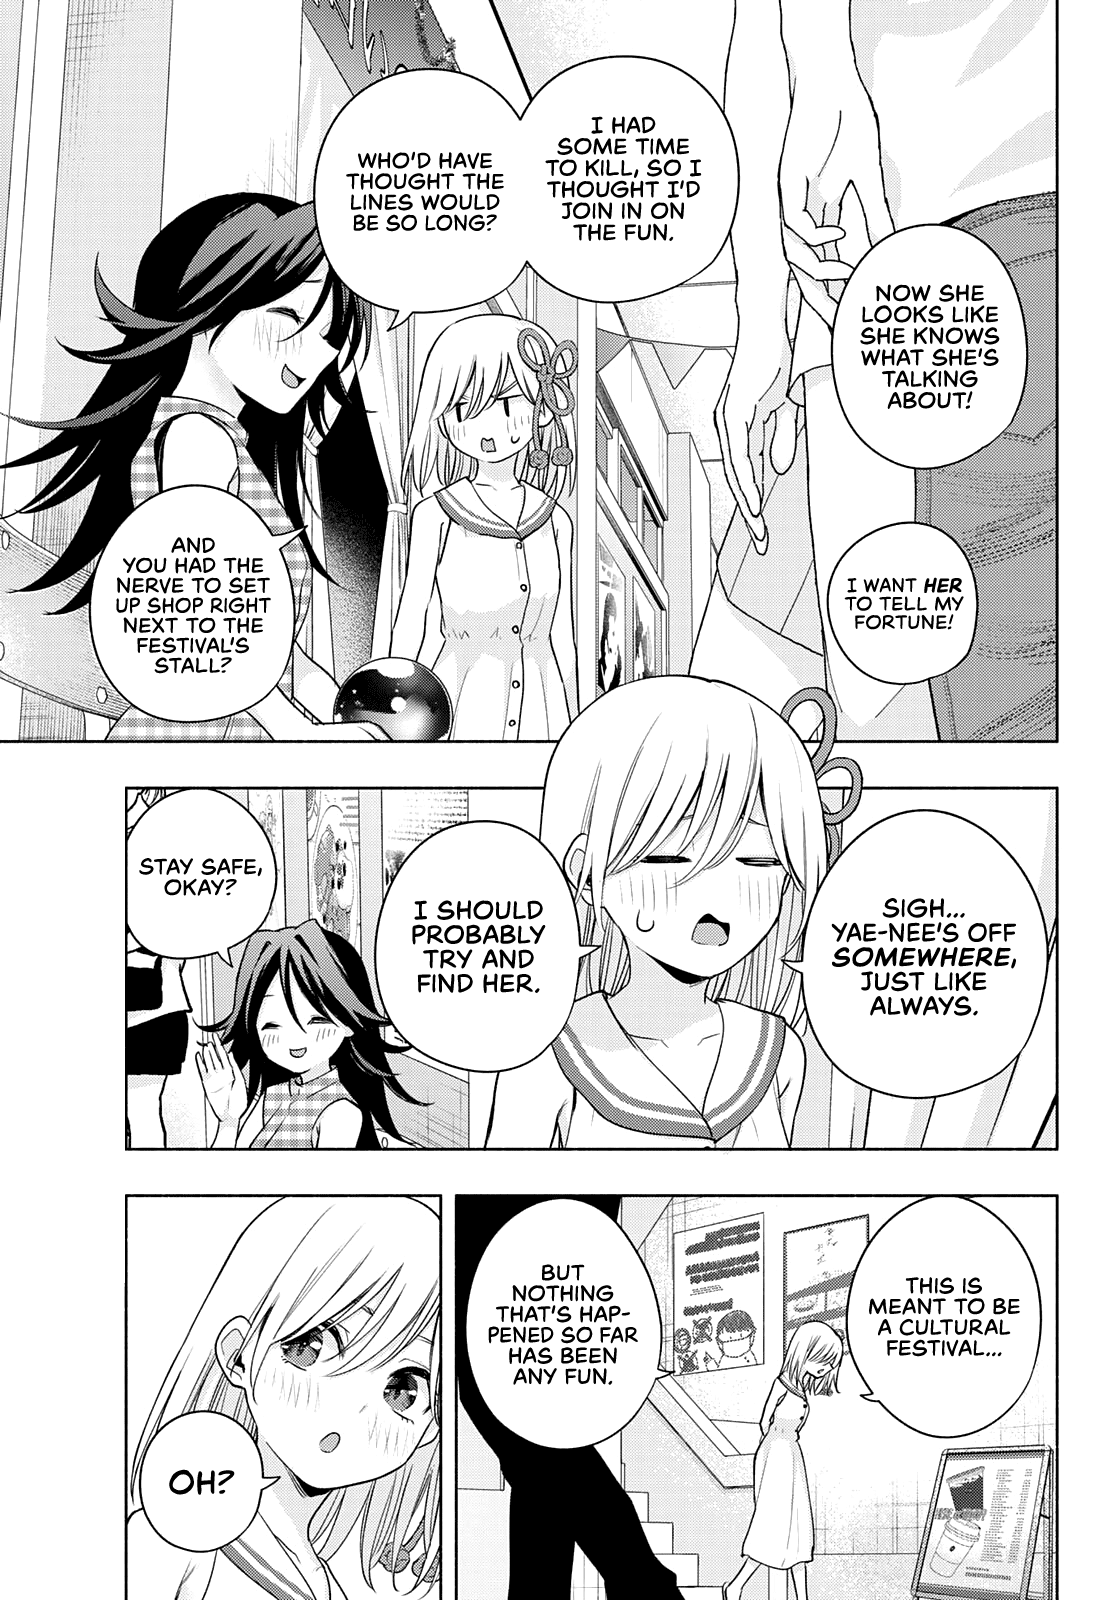 NOW SHE
LOOKS LIKE
SHE KNOWS
WHAT SHE'S
TALKING
ABOUT!
I WANT HER
TO TELL MY
FORTUNE!
I HAD
SOME TIME
TO KILL, SO I
THOUGHT I'D
JOIN IN ON
THE FUN.
WHO'D HAVE
THOUGHT THE
LINES WOULD
BE SO LONG?
AND
YOU HAD THE
NERVE TO SET
UP SHOP RIGHT
NEXT TO THE
FESTIVAL'S
STALL?
SIGH...
YAE-NEE'S OFF
SOMEWHERE,
JUST LIKE
ALWAYS.
I SHOULD
PROBABLY
TRY AND
FIND HER.
STAY SAFE,
OKAY?
THIS IS
MEANT TO BE
A CULTURAL
FESTIVAL...
BUT
NOTHING
THAT'S HAP-
PENED SO FAR
HAS BEEN
ANY FUN.
OH?